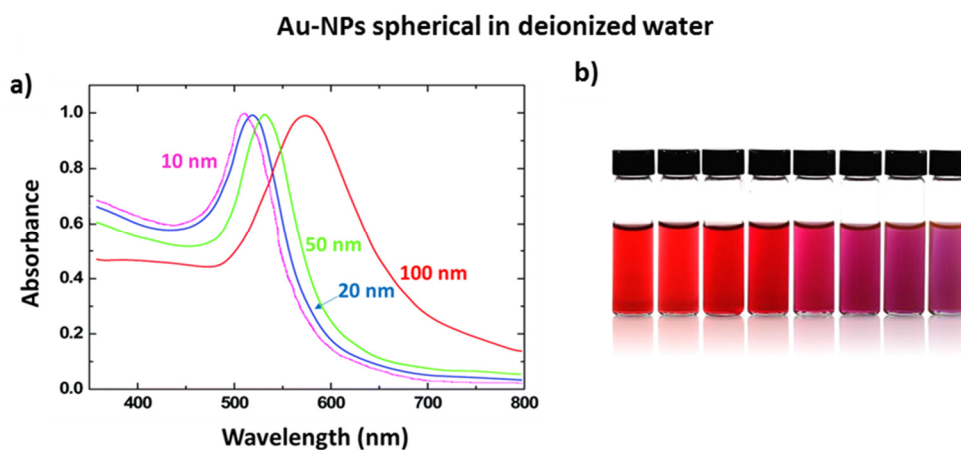 Au-NPs spherical in deionized water
a)
b)
1.0
0.8
0.6
0.4
0.2
0.0
Absorbance
10 nm
50 nm
20 nm
100 nm
400 500 600 700 800
Wavelength (nm)